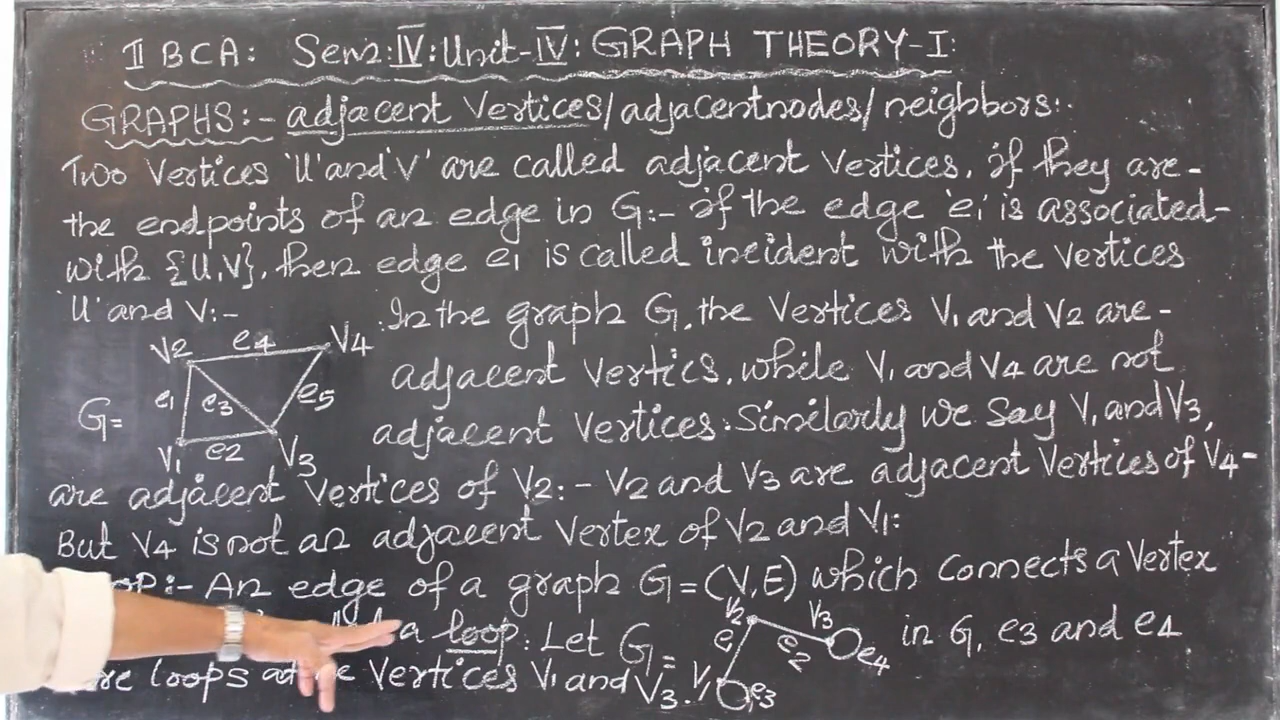 II BCA: Sem:IV:Unit-IV: GRAPH THEORY-I:
GRAPHS:- adjacent Vertices/adjacentnodes/neighbors:
Two Vertices 'U' and 'V' are called adjacent Vertices, if they are-
the endpoints of an edge in G:- if the edge 'e1' is associated-
with {U,V}, then edge e1 is called incident with the Vertices
'U' and V:-
In the graph G, the Vertices V1 and V2 are-
adjacent Vertics, while V1 and V4 are not
adjacent Vertices: Similarly we Say V1 and V3,
are adjacent Vertices of V2:- V2 and V3 are adjacent Vertices of V4-
But V4 is not an adjacent Vertex of V2 and V1:
G=
V2 e4 V4
e1 e3 e5
V1 e2 V3
:- An edge of a graph G=(V,E) which Connects a Vertex
a loop: Let G=
V2 V3
e1 e2 e4
V1 e3
in G, e3 and e4
loops at Vertices V1 and V3.